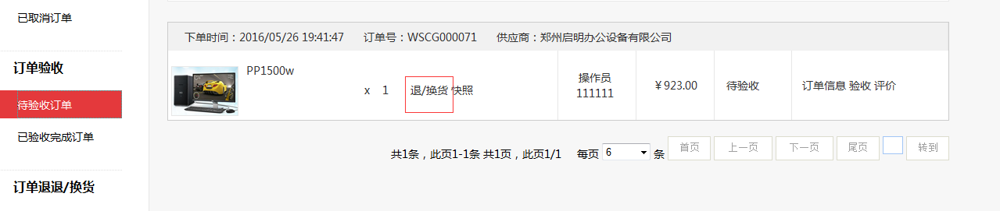 已取消订单
订单验收
待验收订单
已验收完成订单
订单退退/换货
下单时间：2016/05/26 19:41:47 订单号：WSCG000071 供应商：郑州启明办公设备有限公司
PP1500w
x 1 退/换货 快照
操作员
111111
￥923.00
待验收
订单信息 验收 评价
共1条，此页1-1条 共1页，此页1/1 每页 6 条 首页 上一页 下一页 尾页 转到